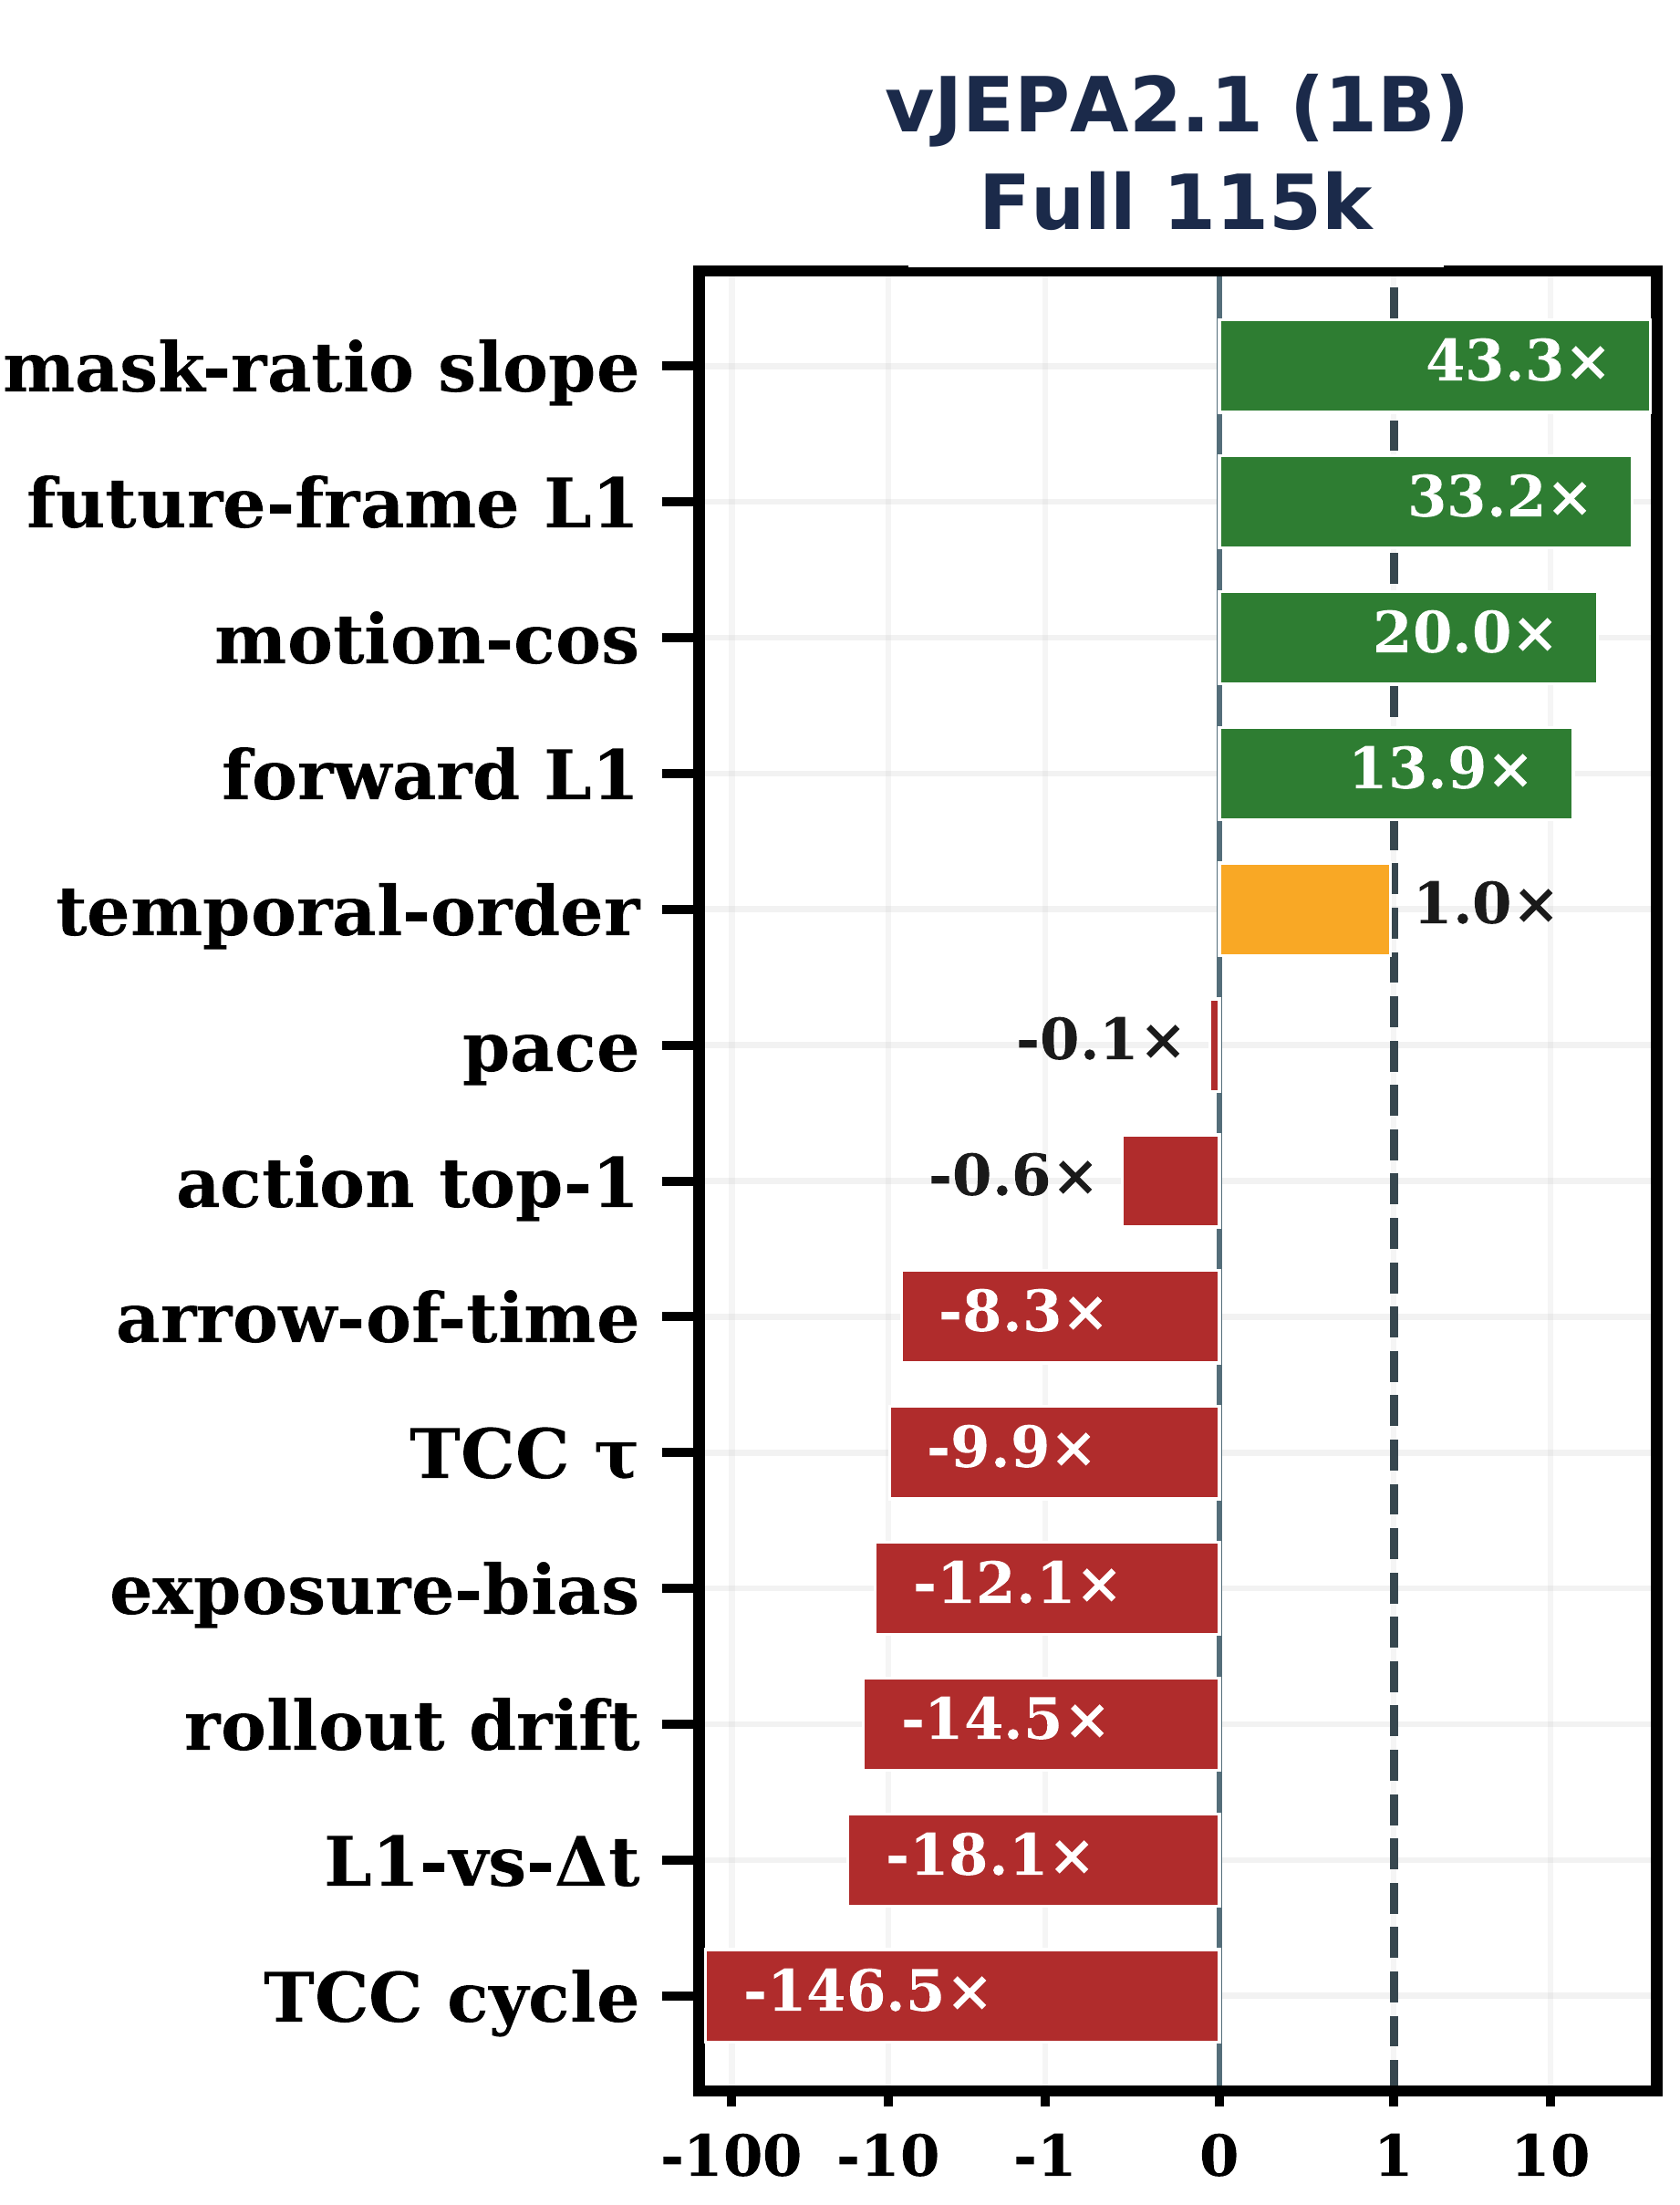 vJEPA2.1 (1B)
Full 115k
mask-ratio slope 43.3×
future-frame L1 33.2×
motion-cos 20.0×
forward L1 13.9×
temporal-order 1.0×
pace -0.1×
action top-1 -0.6×
arrow-of-time -8.3×
TCC τ -9.9×
exposure-bias -12.1×
rollout drift -14.5×
L1-vs-Δt -18.1×
TCC cycle -146.5×
-100 -10 -1 0 1 10